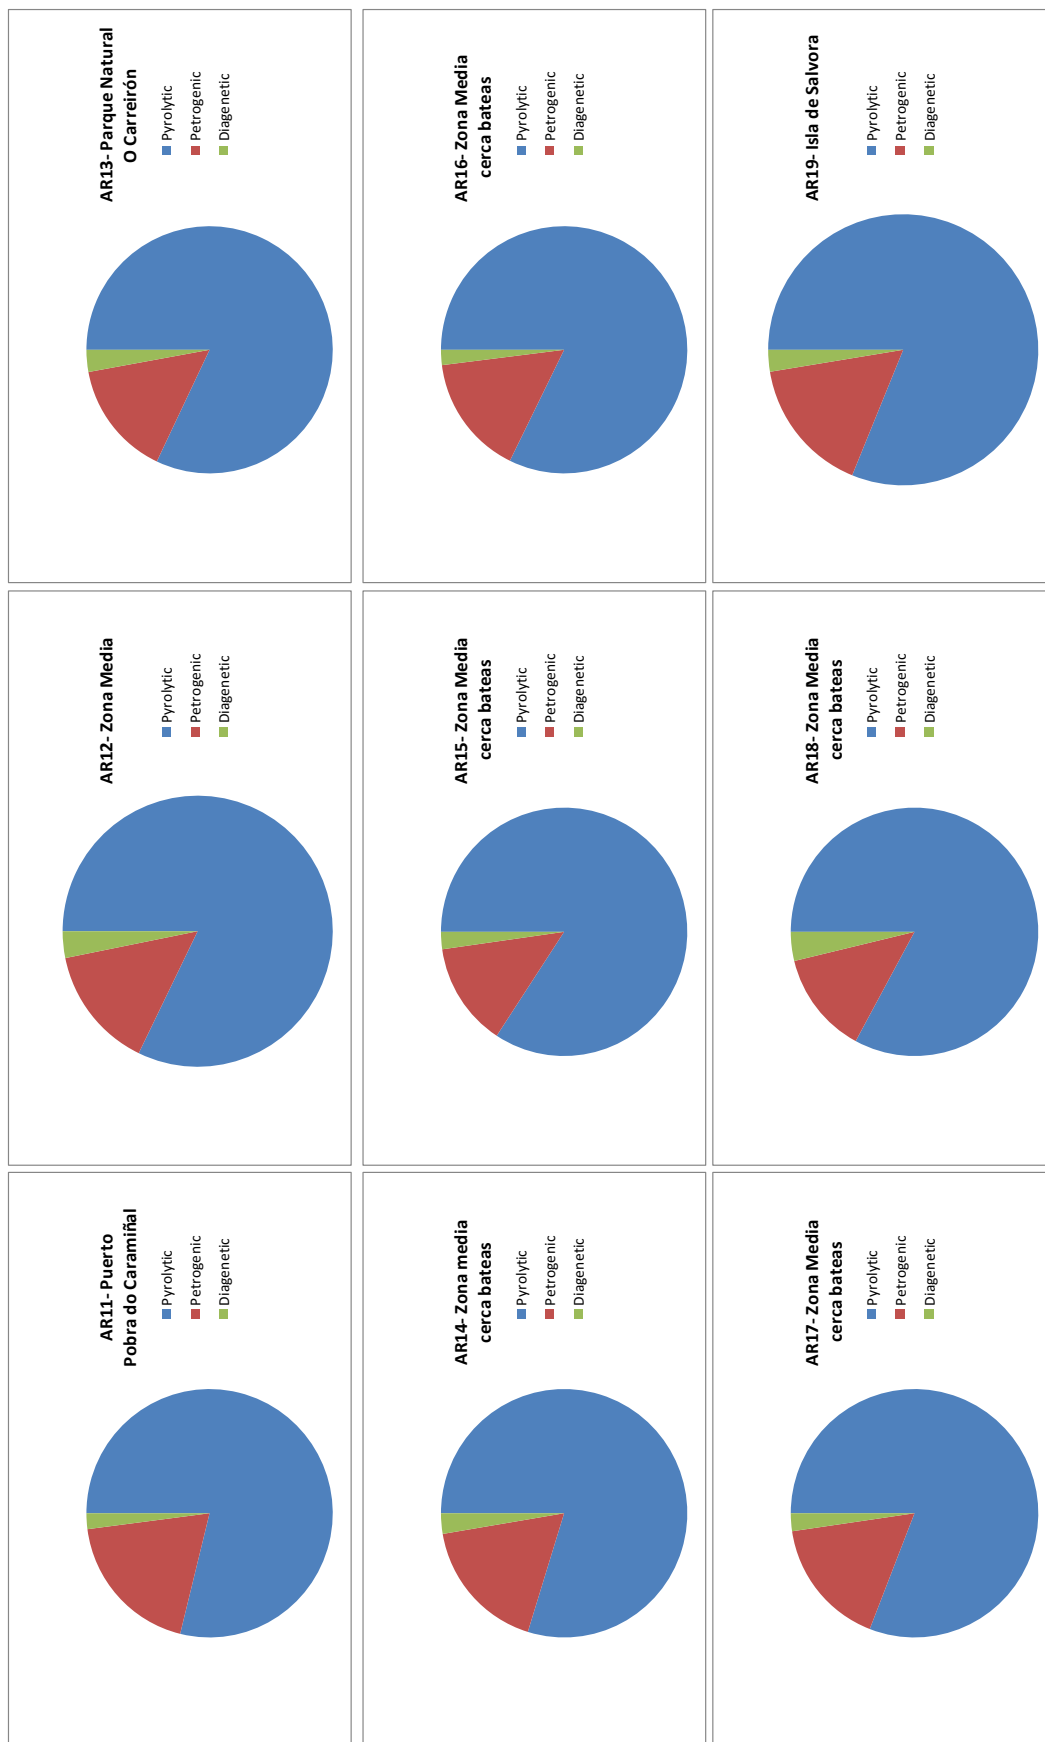 AR11- Puerto
Pobra do Caramiñal
Pyrolytic
Petrogenic
Diagenetic
AR12- Zona Media
Pyrolytic
Petrogenic
Diagenetic
AR13- Parque Natural
O Carreirón
Pyrolytic
Petrogenic
Diagenetic
AR14- Zona media
cerca bateas
Pyrolytic
Petrogenic
Diagenetic
AR15- Zona Media
cerca bateas
Pyrolytic
Petrogenic
Diagenetic
AR16- Zona Media
cerca bateas
Pyrolytic
Petrogenic
Diagenetic
AR17- Zona Media
cerca bateas
Pyrolytic
Petrogenic
Diagenetic
AR18- Zona Media
cerca bateas
Pyrolytic
Petrogenic
Diagenetic
AR19- Isla de Salvora
Pyrolytic
Petrogenic
Diagenetic